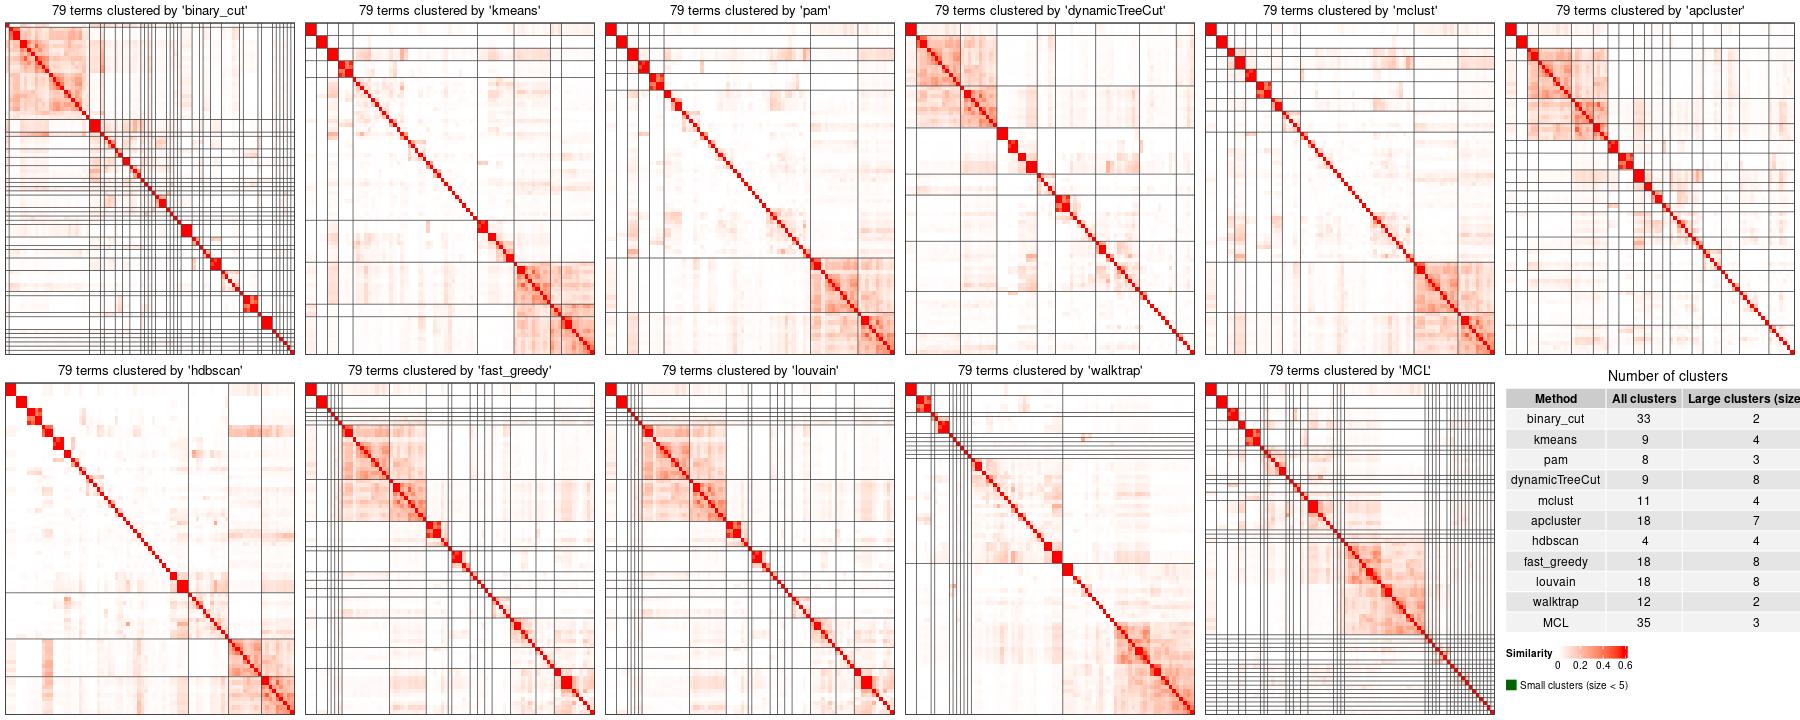 79 terms clustered by 'binary_cut'
79 terms clustered by 'kmeans'
79 terms clustered by 'pam'
79 terms clustered by 'dynamicTreeCut'
79 terms clustered by 'mclust'
79 terms clustered by 'apcluster'
79 terms clustered by 'hdbscan'
79 terms clustered by 'fast_greedy'
79 terms clustered by 'louvain'
79 terms clustered by 'walktrap'
79 terms clustered by 'MCL'
Number of clusters
Method All clusters Large clusters (size
binary_cut 33 2
kmeans 9 4
pam 8 3
dynamicTreeCut 9 8
mclust 11 4
apcluster 18 7
hdbscan 4 4
fast_greedy 18 8
louvain 18 8
walktrap 12 2
MCL 35 3
Similarity
0 0.2 0.4 0.6
Small clusters (size < 5)